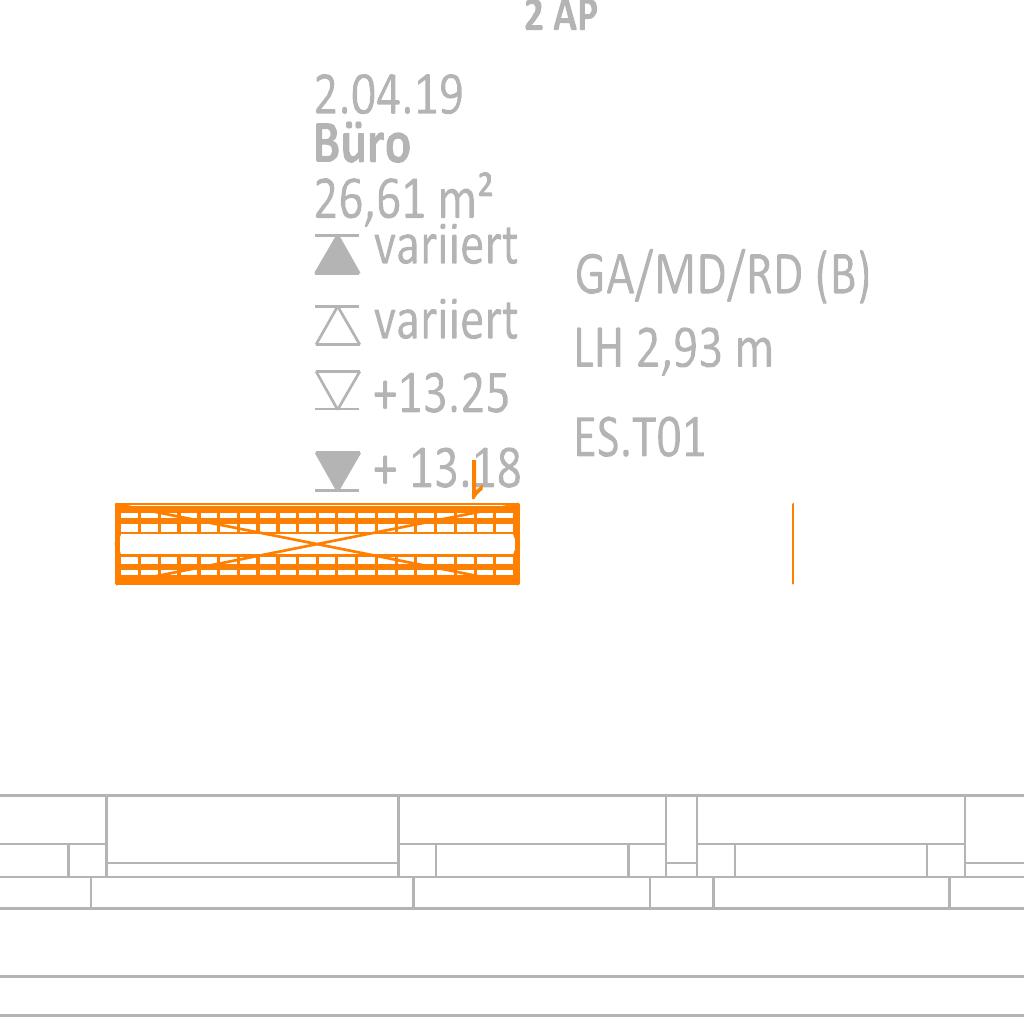 2 AP
2.04.19
Büro
26,61 m²
variiert
variiert
+13.25
+ 13.18
GA/MD/RD (B)
LH 2,93 m
ES.T01